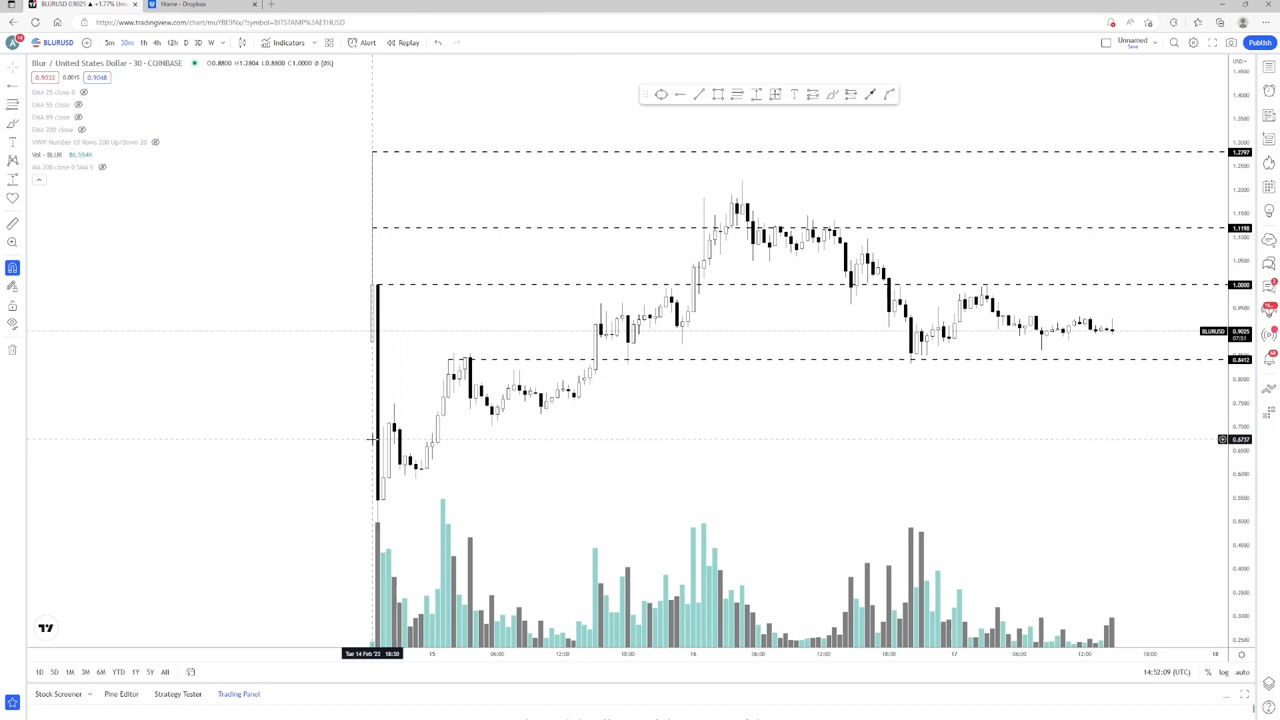 BLURUSD 0.9025 ▲ +1.77% Unnam
Home - Dropbox
https://www.tradingview.com/chart/muYBE9Nx/?symbol=BITSTAMP%3AETHUSD
BLURUSD 5m 30m 1h 4h 12h D 3D W Indicators Alert Replay Unnamed Save Publish
Blur / United States Dollar · 30 · COINBASE O0.8800 H1.2804 L0.8800 C1.0000
0.9033 0.0015 0.9048
EMA 25 close 0
EMA 55 close
EMA 89 close
EMA 200 close
VRVP Number Of Rows 200 Up/Down 20
Vol · BLUR 86.554K
MA 200 close 0 SMA 5
USD
1.4500
1.4000
1.3500
1.3000
1.2797
1.2500
1.2000
1.1500
1.1198
1.1000
1.0500
1.0000
0.9500
BLURUSD 0.9025
07:51
0.8412
0.8000
0.7500
0.7000
0.6737
0.6500
0.6000
0.5500
0.5000
0.4500
0.4000
0.3500
0.3000
0.2500
Tue 14 Feb '23 18:30 15 06:00 12:00 18:00 16 06:00 12:00 18:00 17 06:00 12:00 18:00 18
1D 5D 1M 3M 6M YTD 1Y 5Y All 14:52:09 (UTC) % log auto
Stock Screener Pine Editor Strategy Tester Trading Panel